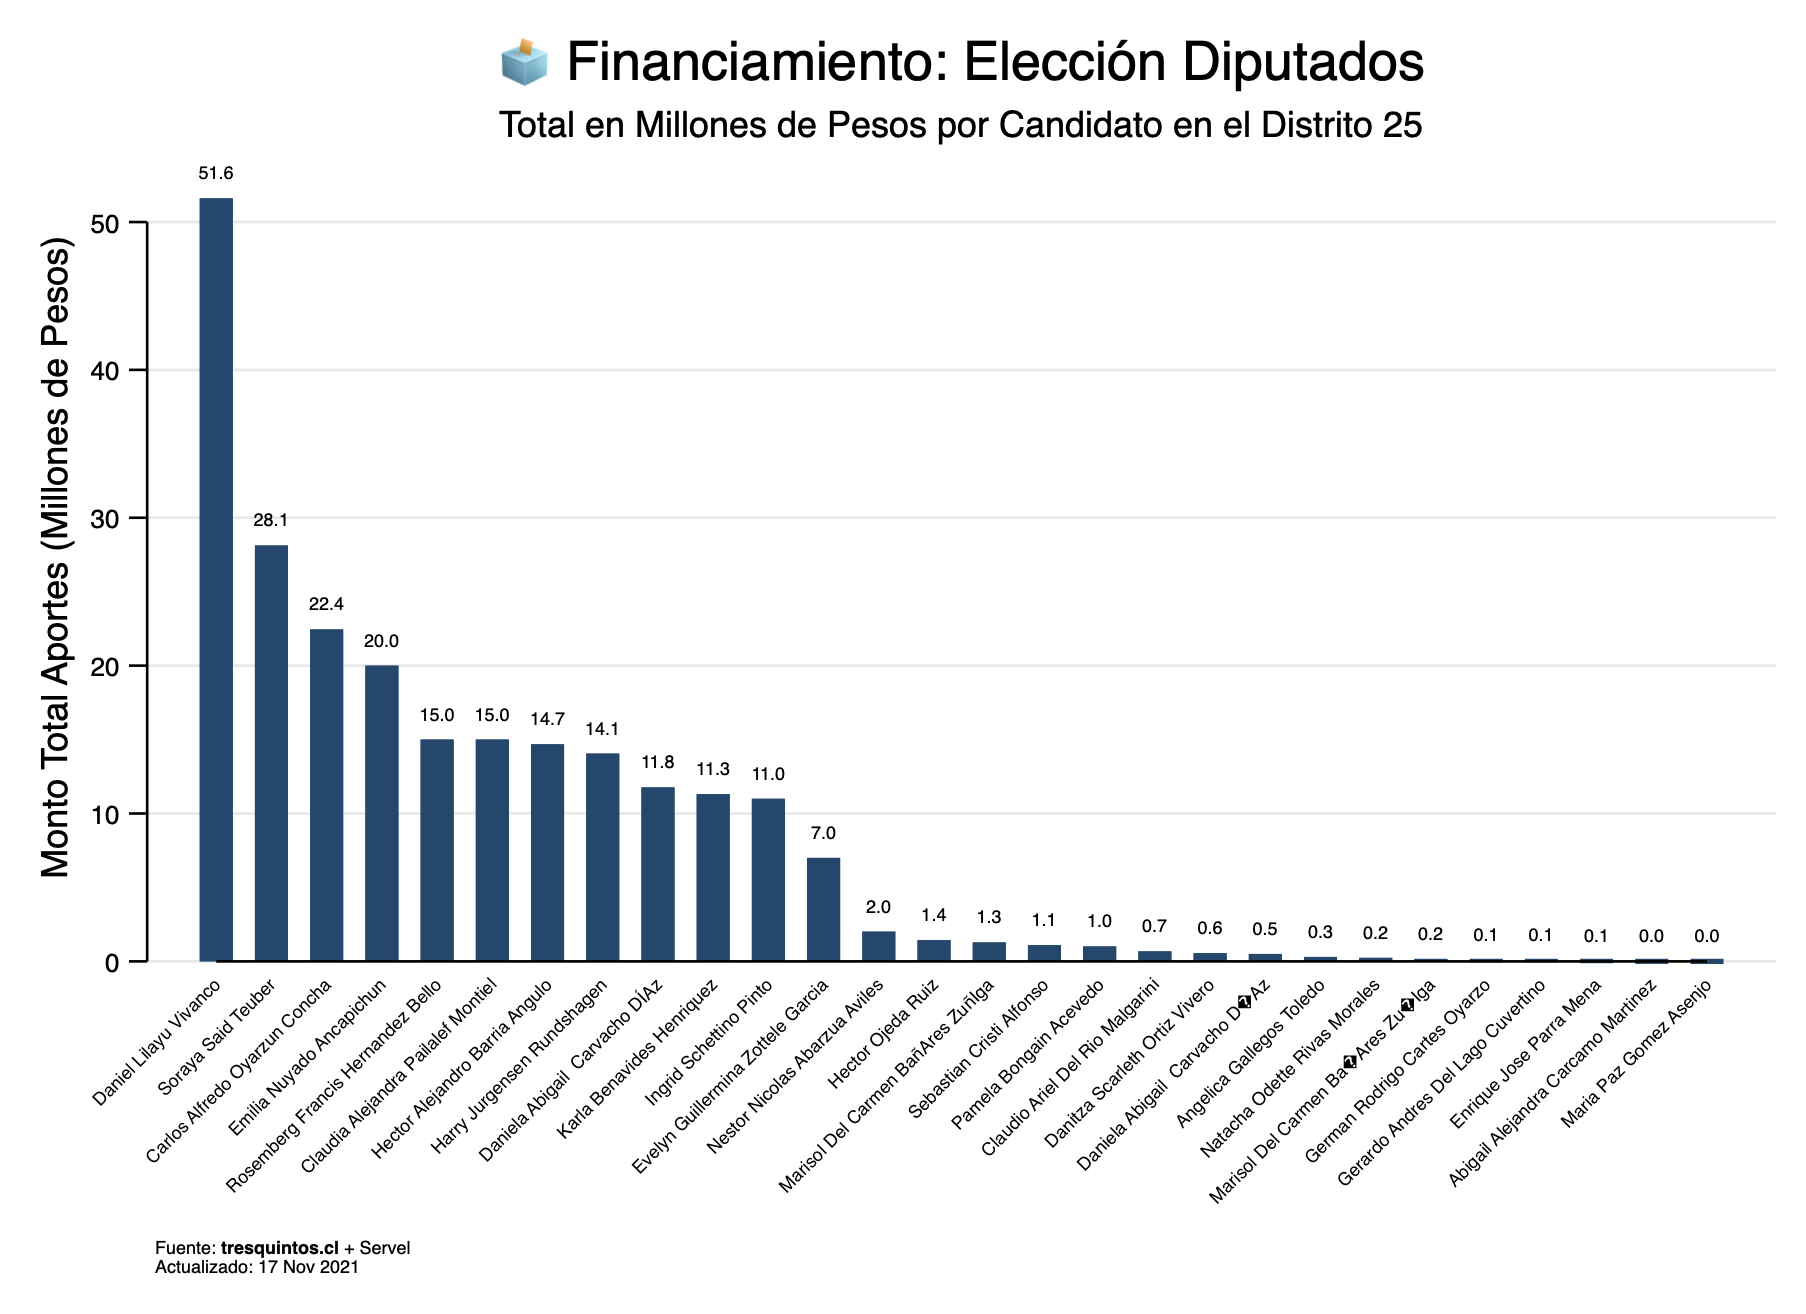 Financiamiento: Elección Diputados
Total en Millones de Pesos por Candidato en el Distrito 25
Monto Total Aportes (Millones de Pesos)
50
40
30
20
10
0
51.6
28.1
22.4
20.0
15.0
15.0
14.7
14.1
11.8
11.3
11.0
7.0
2.0
1.4
1.3
1.1
1.0
0.7
0.6
0.5
0.3
0.2
0.2
0.1
0.1
0.1
0.0
0.0
Daniel Lilayu Vivanco
Soraya Said Teuber
Carlos Alfredo Oyarzun Concha
Emilia Nuyado Ancapichun
Rosemberg Francis Hernandez Bello
Claudia Alejandra Pailalef Montiel
Hector Alejandro Barria Angulo
Harry Jurgensen Rundshagen
Daniela Abigail  Carvacho DÍAz
Karla Benavides Henriquez
Ingrid Schettino Pinto
Evelyn Guillermina Zottele Garcia
Nestor Nicolas Abarzua Aviles
Hector Ojeda Ruiz
Marisol Del Carmen BañAres Zuñlga
Sebastian Cristi Alfonso
Pamela Bongain Acevedo
Claudio Ariel Del Rio Malgarini
Danitza Scarleth Ortiz Vivero
Daniela Abigail  Carvacho D�Az
Angelica Gallegos Toledo
Natacha Odette Rivas Morales
Marisol Del Carmen Ba�Ares Zu�Iga
German Rodrigo Cartes Oyarzo
Gerardo Andres Del Lago Cuvertino
Enrique Jose Parra Mena
Abigail Alejandra Carcamo Martinez
Maria Paz Gomez Asenjo
Fuente: tresquintos.cl + Servel
Actualizado: 17 Nov 2021